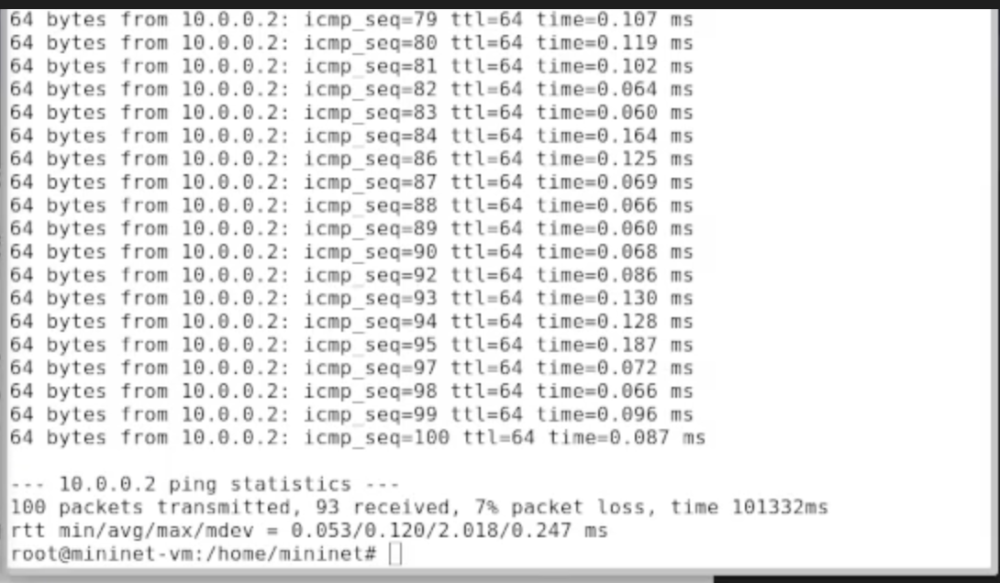 64 bytes from 10.0.0.2: icmp_seq=79 ttl=64 time=0.107 ms
64 bytes from 10.0.0.2: icmp_seq=80 ttl=64 time=0.119 ms
64 bytes from 10.0.0.2: icmp_seq=81 ttl=64 time=0.102 ms
64 bytes from 10.0.0.2: icmp_seq=82 ttl=64 time=0.064 ms
64 bytes from 10.0.0.2: icmp_seq=83 ttl=64 time=0.060 ms
64 bytes from 10.0.0.2: icmp_seq=84 ttl=64 time=0.164 ms
64 bytes from 10.0.0.2: icmp_seq=86 ttl=64 time=0.125 ms
64 bytes from 10.0.0.2: icmp_seq=87 ttl=64 time=0.069 ms
64 bytes from 10.0.0.2: icmp_seq=88 ttl=64 time=0.066 ms
64 bytes from 10.0.0.2: icmp_seq=89 ttl=64 time=0.060 ms
64 bytes from 10.0.0.2: icmp_seq=90 ttl=64 time=0.068 ms
64 bytes from 10.0.0.2: icmp_seq=92 ttl=64 time=0.086 ms
64 bytes from 10.0.0.2: icmp_seq=93 ttl=64 time=0.130 ms
64 bytes from 10.0.0.2: icmp_seq=94 ttl=64 time=0.128 ms
64 bytes from 10.0.0.2: icmp_seq=95 ttl=64 time=0.187 ms
64 bytes from 10.0.0.2: icmp_seq=97 ttl=64 time=0.072 ms
64 bytes from 10.0.0.2: icmp_seq=98 ttl=64 time=0.066 ms
64 bytes from 10.0.0.2: icmp_seq=99 ttl=64 time=0.096 ms
64 bytes from 10.0.0.2: icmp_seq=100 ttl=64 time=0.087 ms
--- 10.0.0.2 ping statistics ---
100 packets transmitted, 93 received, 7% packet loss, time 101332ms
rtt min/avg/max/mdev = 0.053/0.120/2.018/0.247 ms
root@mininet-vm:/home/mininet#